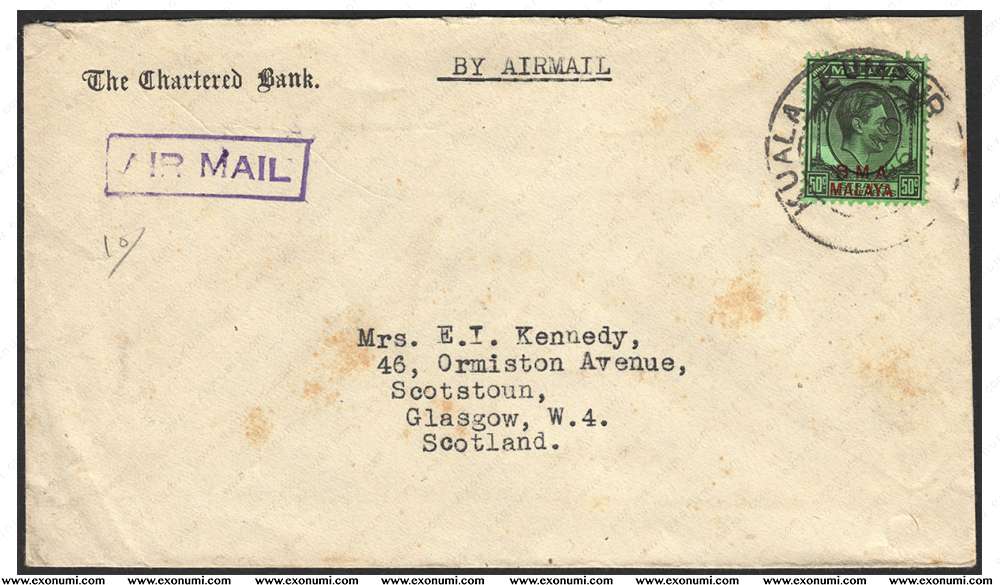 The Chartered Bank.
BY AIRMAIL
KUALA LUMPUR
AIR MAIL
B M A
MALAYA
50c 50c
10/
Mrs. E.I. Kennedy,
46, Ormiston Avenue,
Scotstoun,
Glasgow, W.4.
Scotland.
www.exonumi.com www.exonumi.com www.exonumi.com www.exonumi.com www.exonumi.com www.exonumi.com www.exonumi.com www.exonumi.com